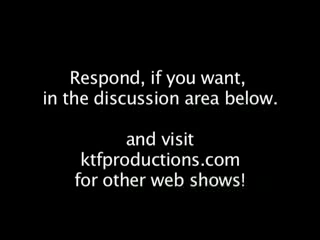 Respond, if you want,
in the discussion area below.
and visit
ktfproductions.com
for other web shows!